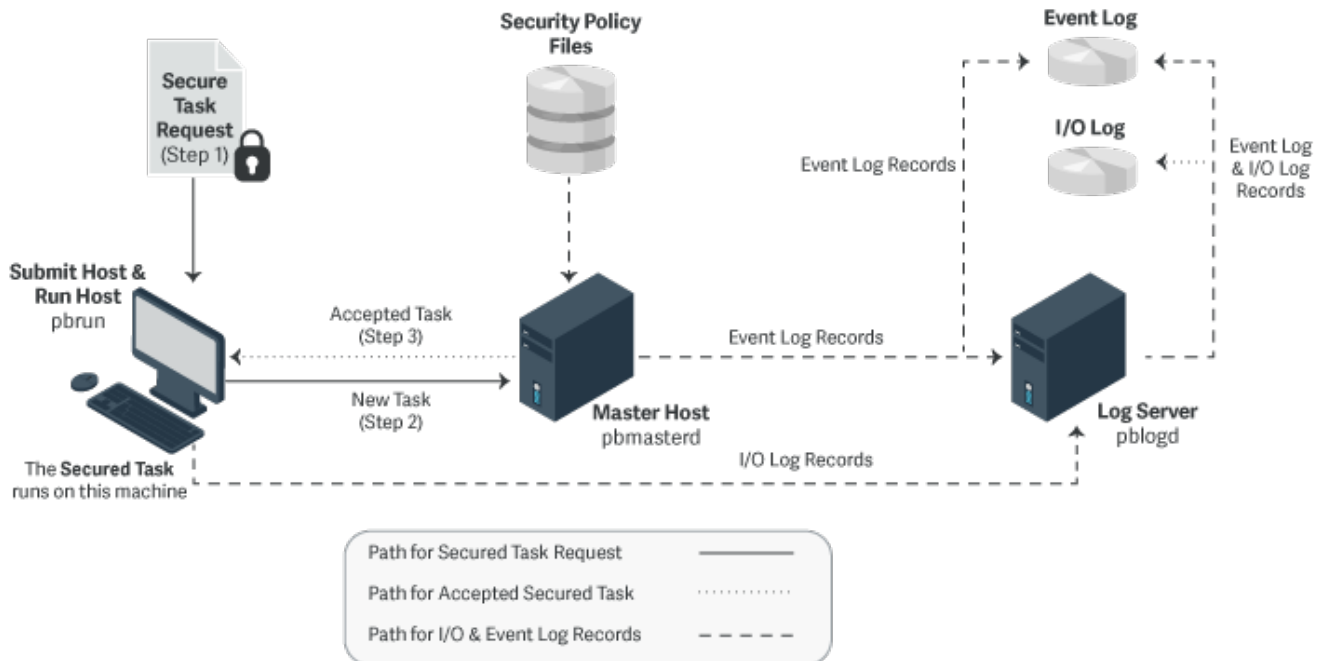 Security Policy
Files
Event Log
Secure
Task
Request
(Step 1)
I/O Log
Event Log Records
Event Log
& I/O Log
Records
Submit Host &
Run Host
pbrun
Accepted Task
(Step 3)
Event Log Records
New Task
(Step 2)
Master Host
pbmasterd
Log Server
pblogd
I/O Log Records
The Secured Task
runs on this machine
Path for Secured Task Request
Path for Accepted Secured Task
Path for I/O & Event Log Records